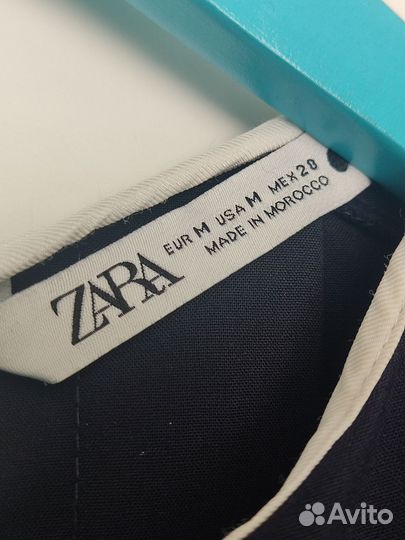 ZARA
EUR M USA M MEX 28
MADE IN MOROCCO
Avito